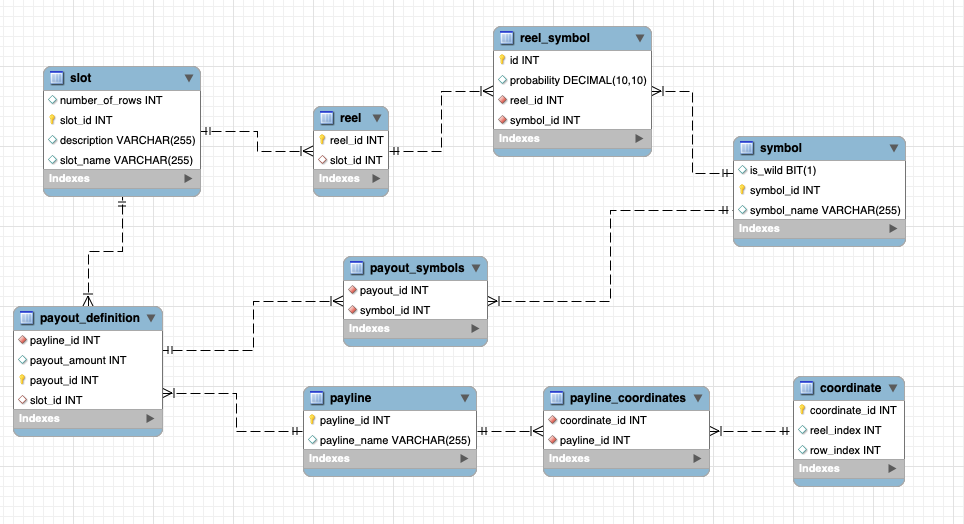 reel_symbol
id INT
probability DECIMAL(10,10)
reel_id INT
symbol_id INT
Indexes
slot
number_of_rows INT
slot_id INT
description VARCHAR(255)
slot_name VARCHAR(255)
Indexes
reel
reel_id INT
slot_id INT
Indexes
symbol
is_wild BIT(1)
symbol_id INT
symbol_name VARCHAR(255)
Indexes
payout_symbols
payout_id INT
symbol_id INT
Indexes
payout_definition
payline_id INT
payout_amount INT
payout_id INT
slot_id INT
Indexes
payline
payline_id INT
payline_name VARCHAR(255)
Indexes
payline_coordinates
coordinate_id INT
payline_id INT
Indexes
coordinate
coordinate_id INT
reel_index INT
row_index INT
Indexes